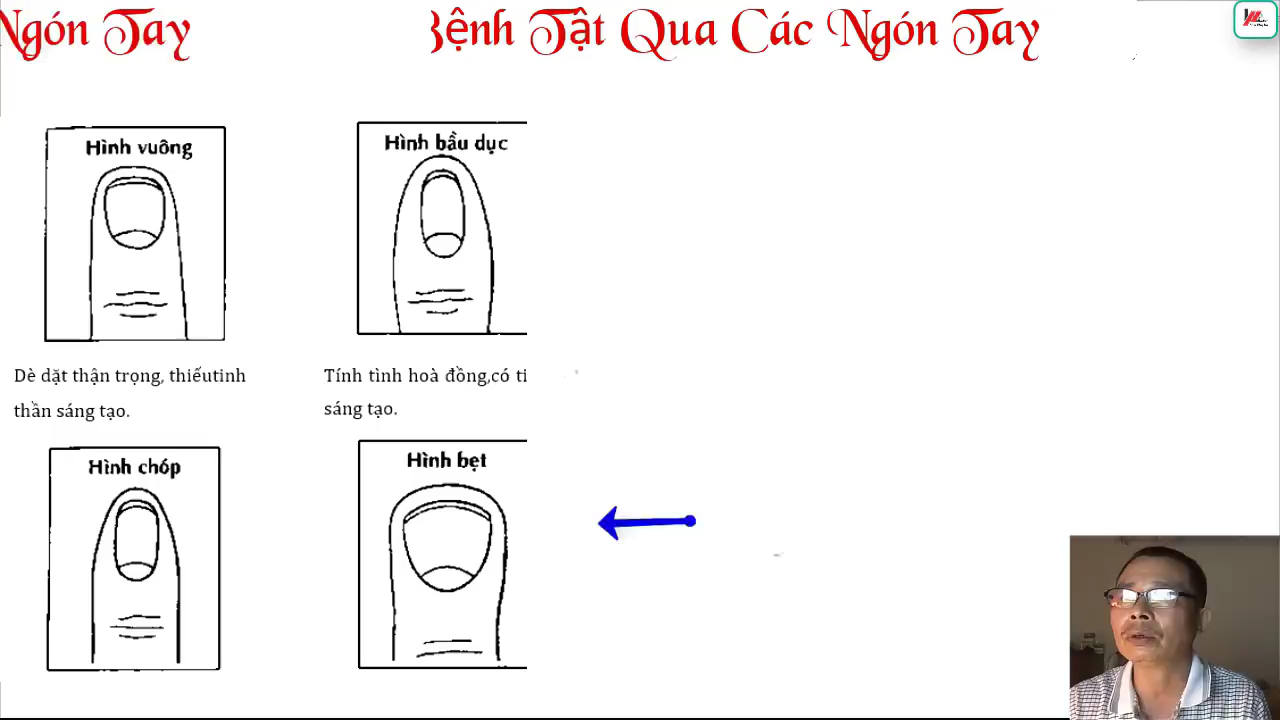 Ngón Tay
Bệnh Tật Qua Các Ngón Tay
Hình vuông
Hình bầu dục
Dè dặt thận trọng, thiếutinh
thần sáng tạo.
Tính tình hoà đồng,có ti
sáng tạo.
Hình chóp
Hình bẹt